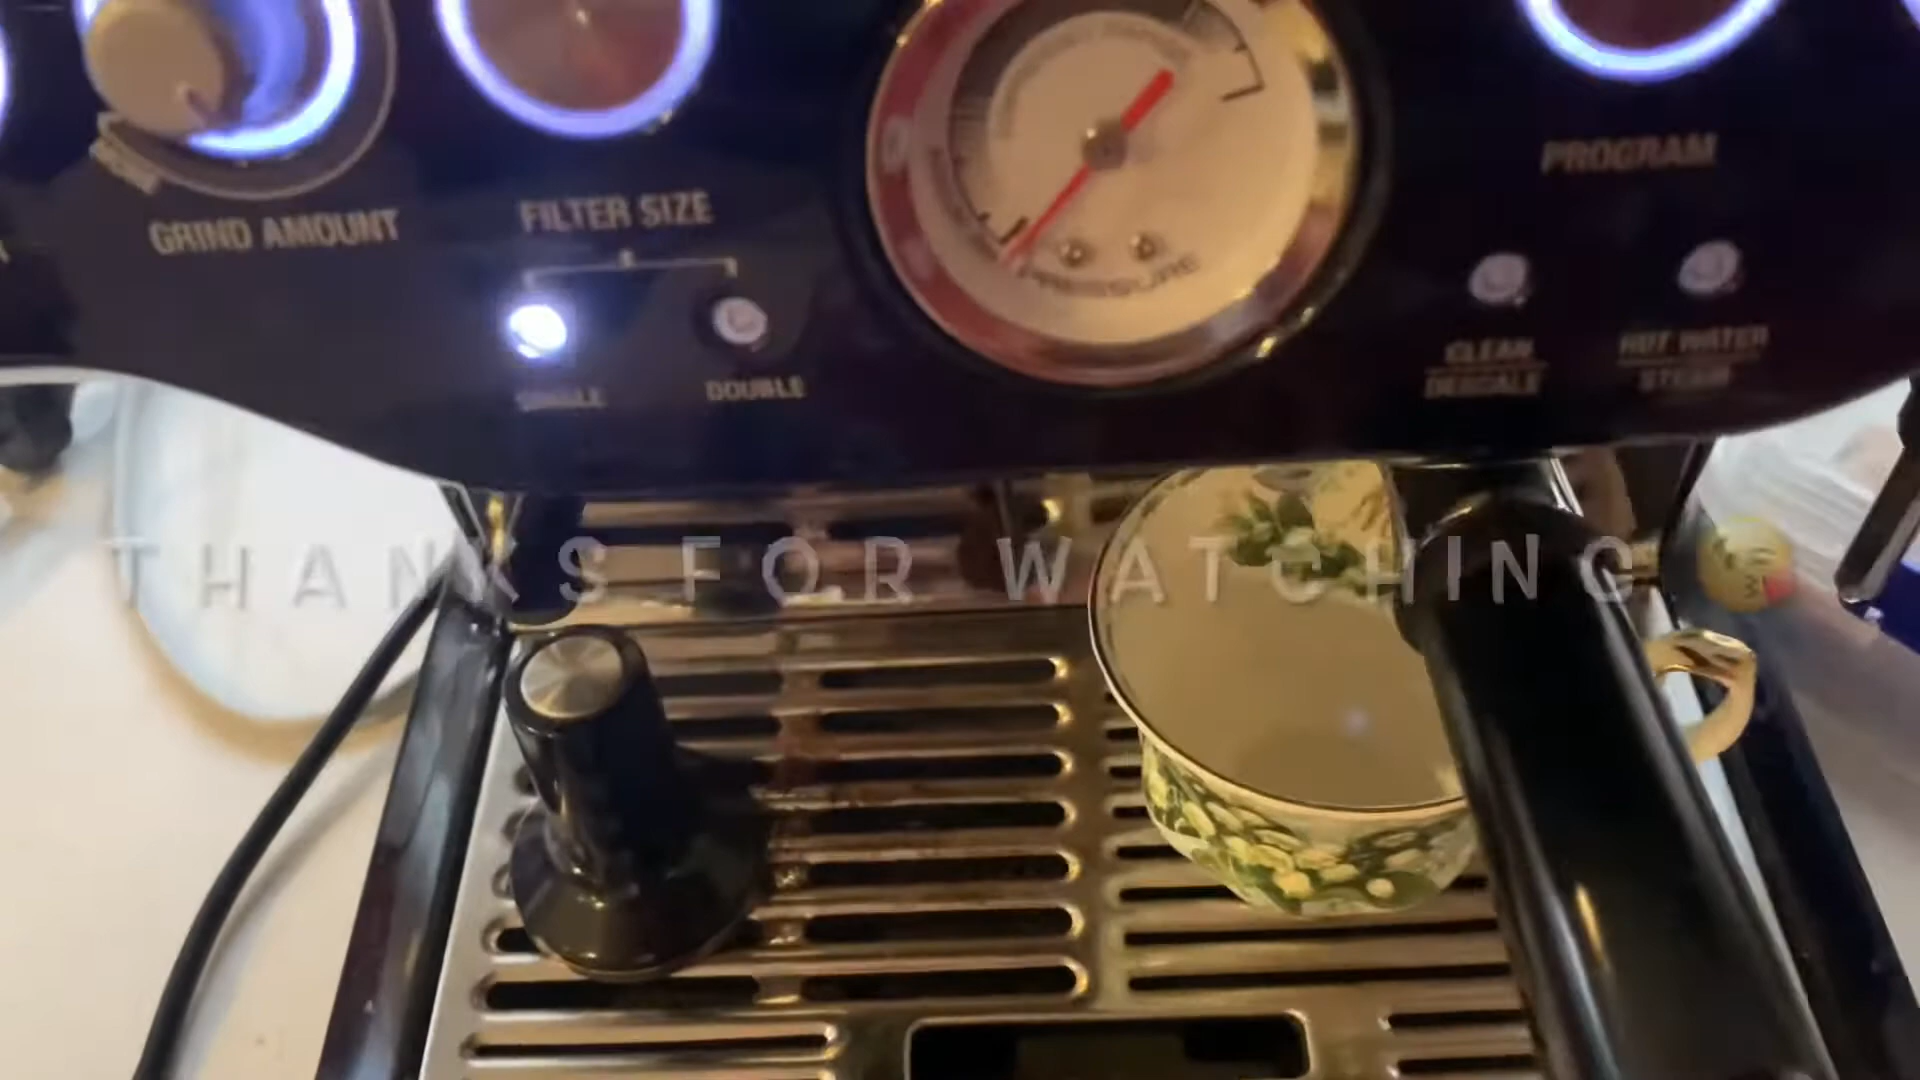 GRIND AMOUNT
FILTER SIZE
SINGLE
DOUBLE
PRESSURE
PROGRAM
CLEAN
DESCALE
HOT WATER
STEAM
THANKS FOR WATCHING 😘